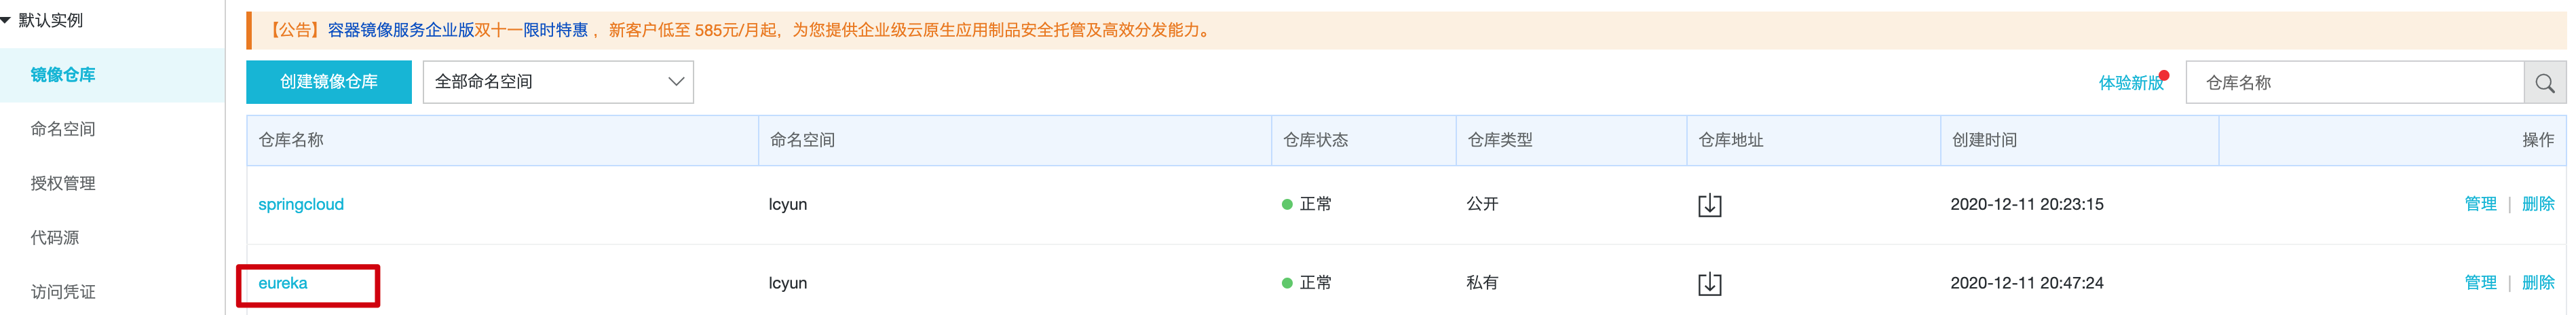 默认实例
镜像仓库
命名空间
授权管理
代码源
访问凭证
【公告】容器镜像服务企业版双十一限时特惠 ，新客户低至 585元/月起，为您提供企业级云原生应用制品安全托管及高效分发能力。
创建镜像仓库 全部命名空间 体验新版 仓库名称
仓库名称 命名空间 仓库状态 仓库类型 仓库地址 创建时间 操作
springcloud lcyun 正常 公开 2020-12-11 20:23:15 管理 | 删除
eureka lcyun 正常 私有 2020-12-11 20:47:24 管理 | 删除